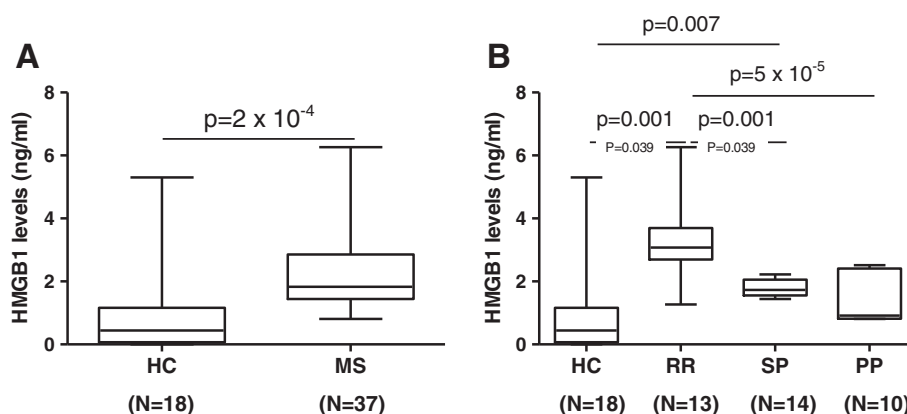 A
HMGB1 levels (ng/ml)
8
6
4
2
0
p=2 x 10-4
HC
MS
(N=18)
(N=37)
B
HMGB1 levels (ng/ml)
8
6
4
2
0
p=0.007
p=5 x 10-5
p=0.001
p=0.001
P=0.039
P=0.039
HC
RR
SP
PP
(N=18)
(N=13)
(N=14)
(N=10)